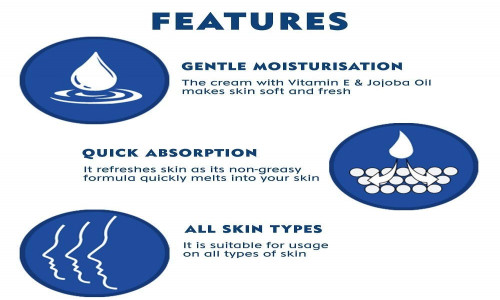 FEATURES
GENTLE MOISTURISATION
The cream with Vitamin E & Jojoba Oil
makes skin soft and fresh
QUICK ABSORPTION
It refreshes skin as its non-greasy
formula quickly melts into your skin
ALL SKIN TYPES
It is suitable for usage
on all types of skin